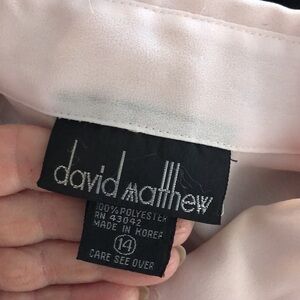 david matthew
100% POLYESTER
RN 43042
MADE IN KOREA
14
CARE SEE OVER